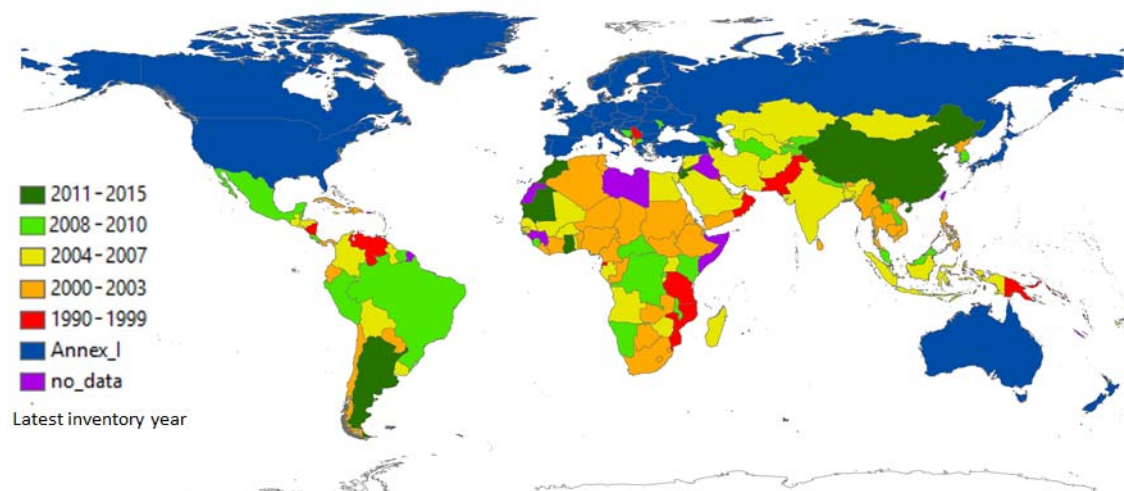 2011-2015
2008-2010
2004-2007
2000-2003
1990-1999
Annex_I
no_data
Latest inventory year